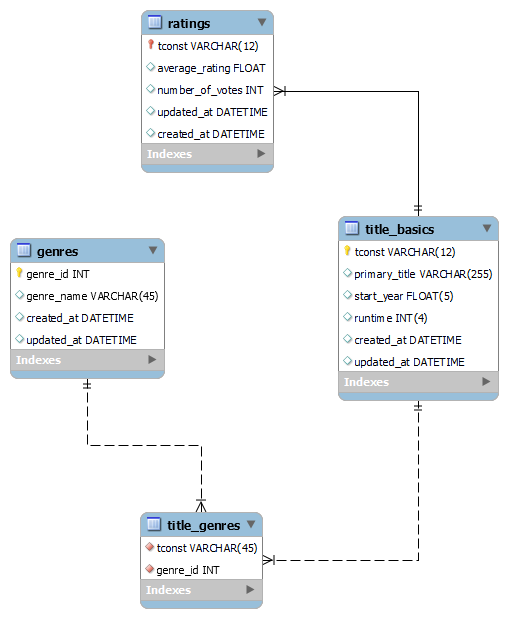 ratings
tconst VARCHAR(12)
average_rating FLOAT
number_of_votes INT
updated_at DATETIME
created_at DATETIME
Indexes
title_basics
tconst VARCHAR(12)
primary_title VARCHAR(255)
start_year FLOAT(5)
runtime INT(4)
created_at DATETIME
updated_at DATETIME
Indexes
genres
genre_id INT
genre_name VARCHAR(45)
created_at DATETIME
updated_at DATETIME
Indexes
title_genres
tconst VARCHAR(45)
genre_id INT
Indexes